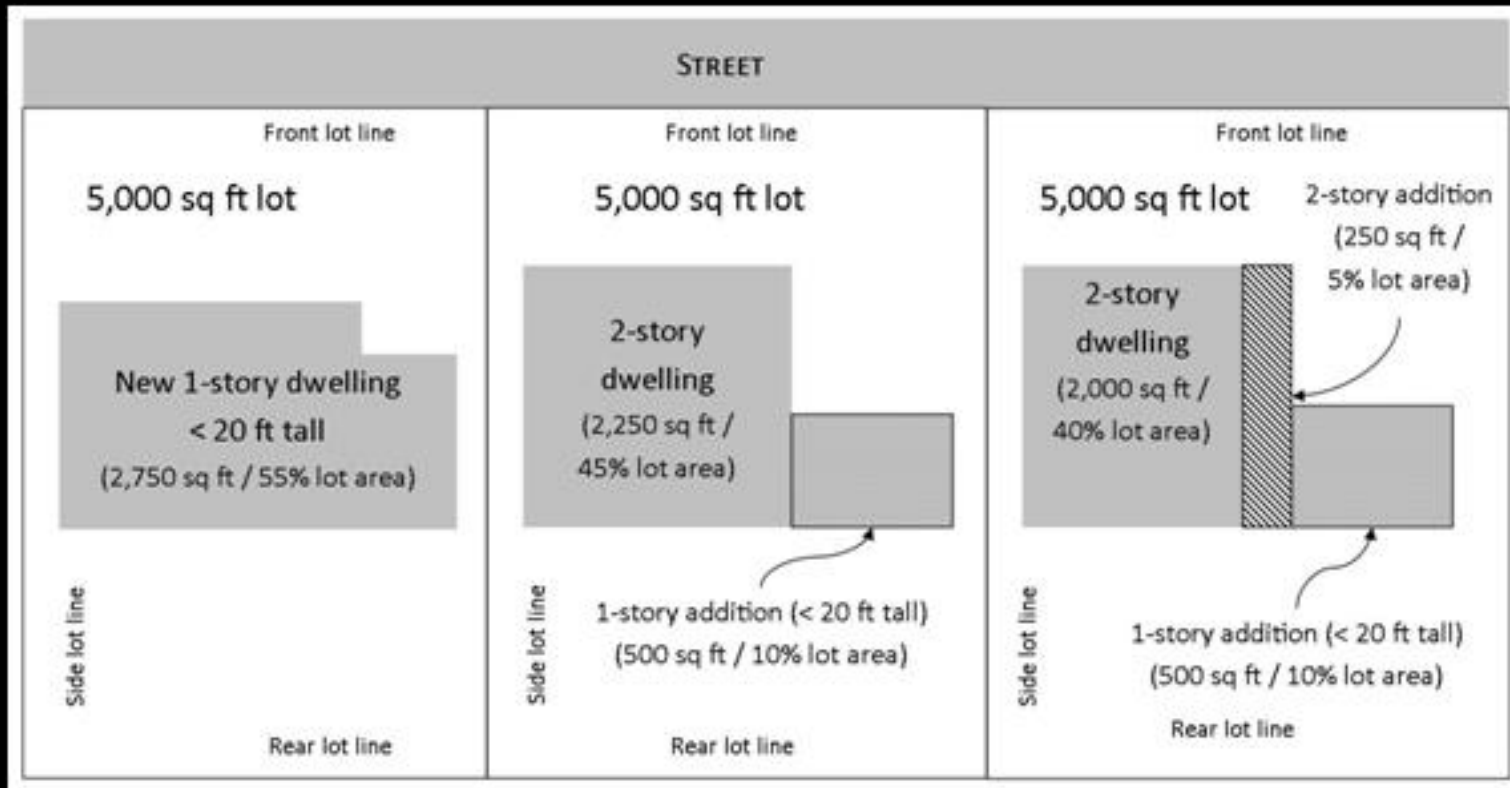 STREET
Front lot line
5,000 sq ft lot
New 1-story dwelling
< 20 ft tall
(2,750 sq ft / 55% lot area)
Side lot line
Rear lot line
Front lot line
5,000 sq ft lot
2-story
dwelling
(2,250 sq ft /
45% lot area)
1-story addition (< 20 ft tall)
(500 sq ft / 10% lot area)
Side lot line
Rear lot line
Front lot line
5,000 sq ft lot
2-story addition
(250 sq ft /
5% lot area)
2-story
dwelling
(2,000 sq ft /
40% lot area)
1-story addition (< 20 ft tall)
(500 sq ft / 10% lot area)
Side lot line
Rear lot line